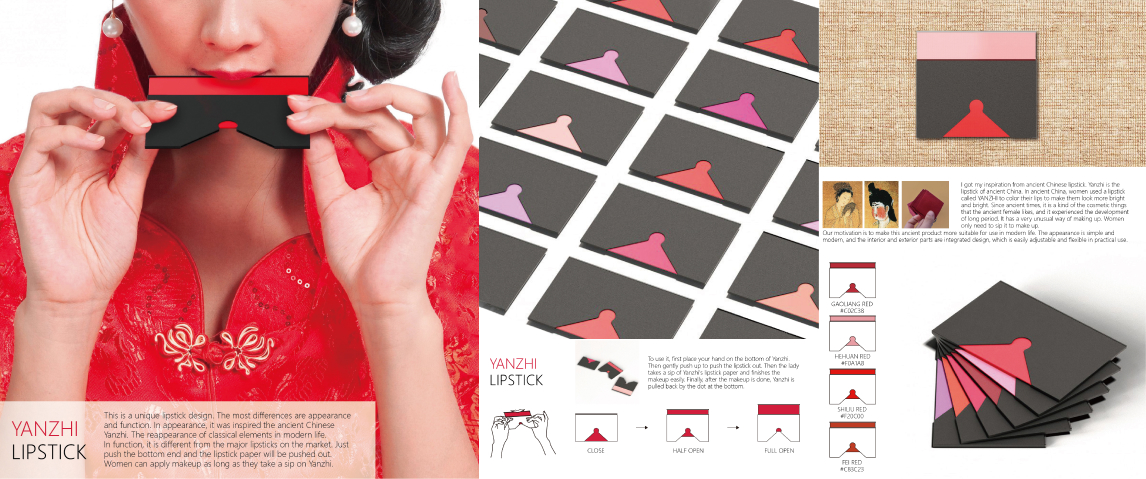 YANZHI
LIPSTICK
This is a unique lipstick design. The most differences are appearance
and function. In appearance, it was inspired the ancient Chinese
Yanzhi. The reappearance of classical elements in modern life.
In function, it is different from the major lipsticks on the market. Just
push the bottom end and the lipstick paper will be pushed out.
Women can apply makeup as long as they take a sip on Yanzhi.
YANZHI
LIPSTICK
To use it, first place your hand on the bottom of Yanzhi.
Then gently push up to push the lipstick out. Then the lady
takes a sip of Yanzhi's lipstick paper and finishes the
makeup easily. Finally, after the makeup is done, Yanzhi is
pulled back by the dot at the bottom.
CLOSE
HALF OPEN
FULL OPEN
I got my inspiration from ancient Chinese lipstick. Yanzhi is the
lipstick of ancient China. In ancient China, women used a lipstick
called YANZHI to color their lips to make them look more bright
and bright. Since ancient times, it is a kind of the cosmetic things
that the ancient female likes, and it experienced the development
of long period. It has a very unusual way of making up. Women
only need to sip it to make up.
Our motivation is to make this ancient product more suitable for use in modern life. The appearance is simple and
modern, and the interior and exterior parts are integrated design, which is easily adjustable and flexible in practical use.
GAOLIANG RED
#C02C38
HEHUAN RED
#F0A1A8
SHILIU RED
#F20C00
FEI RED
#C83C23